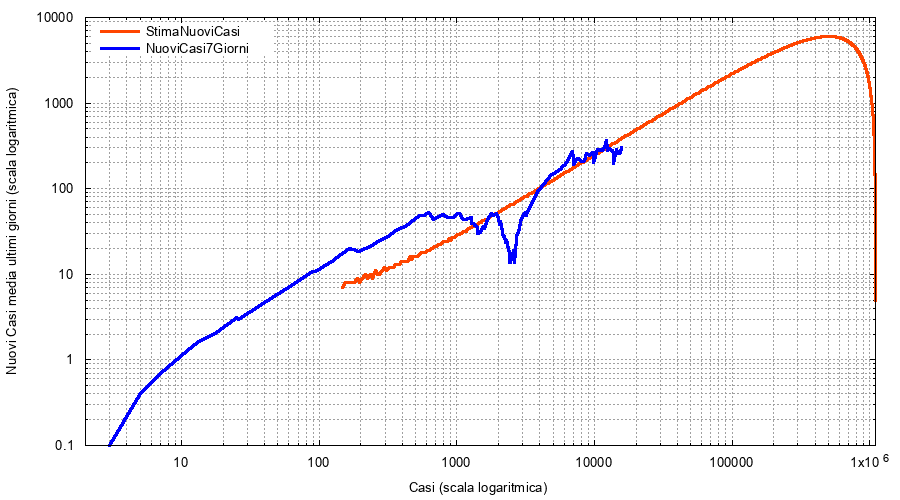 10000
1000
100
10
1
0.1
StimaNuoviCasi
NuoviCasi7Giorni
Nuovi Casi media ultimi giorni (scala logaritmica)
10
100
1000
10000
100000
1x10 6
Casi (scala logaritmica)